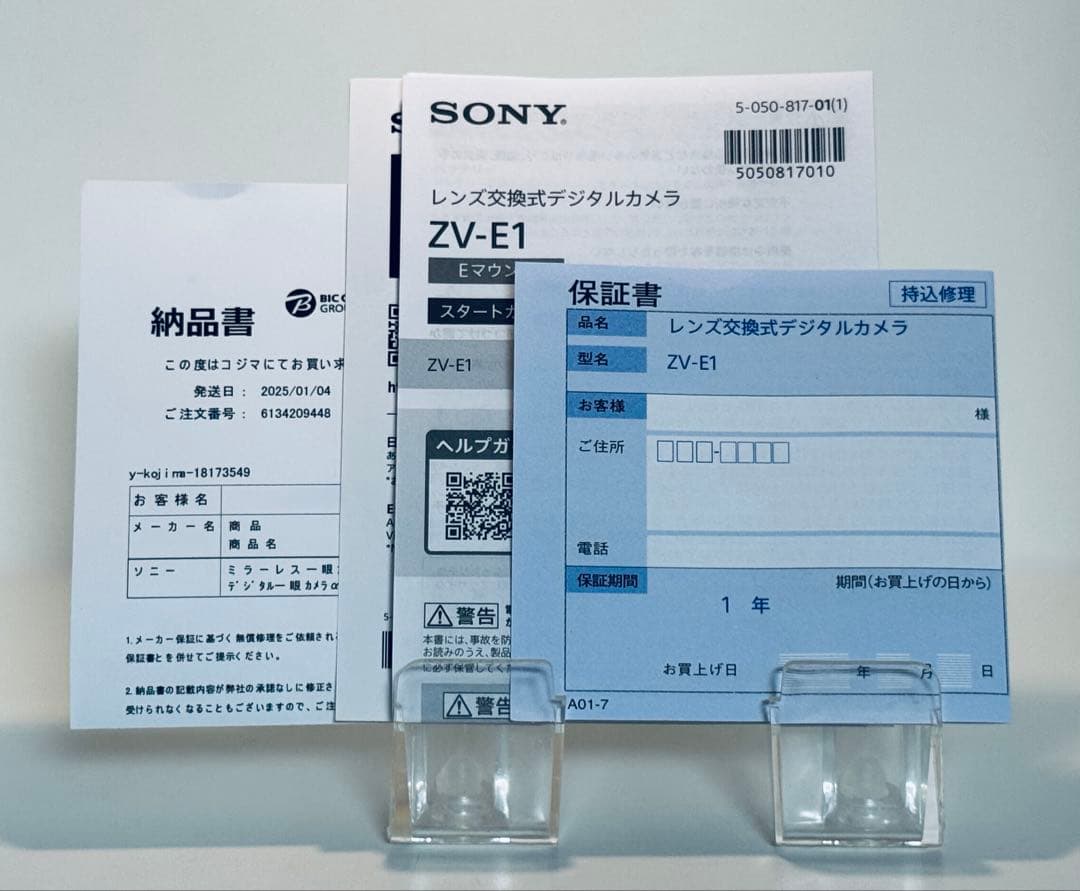 納品書
BIC
GRO
この度はコジマにてお買い求
発送日： 2025/01/04
ご注文番号： 6134209448
y-kojima-18173549
お客様名
メーカー名 商品
商品名
ソニー ミラーレス一眼
デジタル一眼カメラα
1.メーカー保証に基づく無償修理をご依頼され
保証書とを併せてご提示ください。
2.納品書の記載内容が弊社の承認なしに修正さ
受けられなくなることもございますので、ご注
SONY
5-050-817-01(1)
5050817010
レンズ交換式デジタルカメラ
ZV-E1
Eマウン
スタートガ
ZV-E1
ヘルプガ
警告
本書には、事故を防
お読みのうえ、製品
に必ず保管してく
警告
保証書
持込修理
品名 レンズ交換式デジタルカメラ
型名 ZV-E1
お客様 様
ご住所
電話
保証期間 期間(お買上げの日から)
1 年
お買上げ日 年 月 日
A01-7